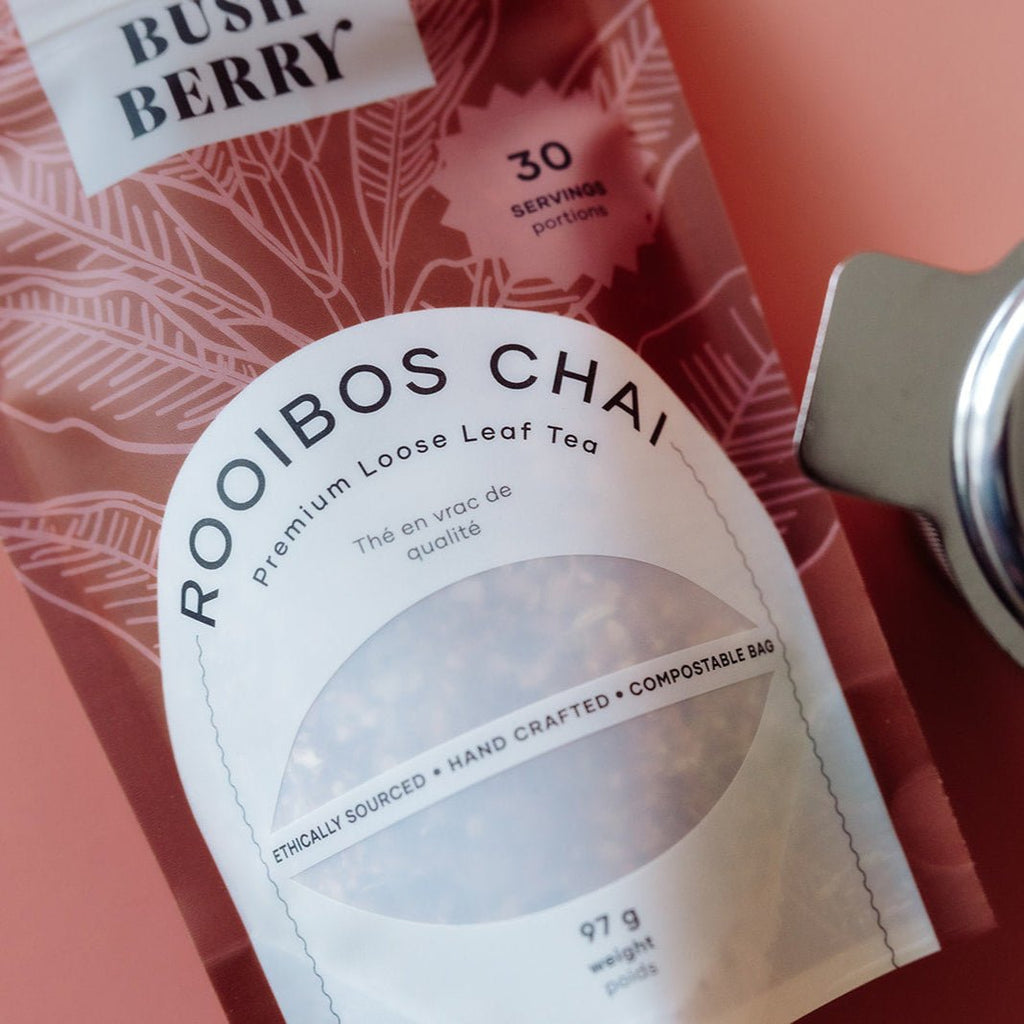 BUSH
BERRY
30
SERVINGS
portions
ROOIBOS CHAI
Premium Loose Leaf Tea
Thé en vrac de
qualité
ETHICALLY SOURCED • HAND CRAFTED • COMPOSTABLE BAG
97 g
weight
poids